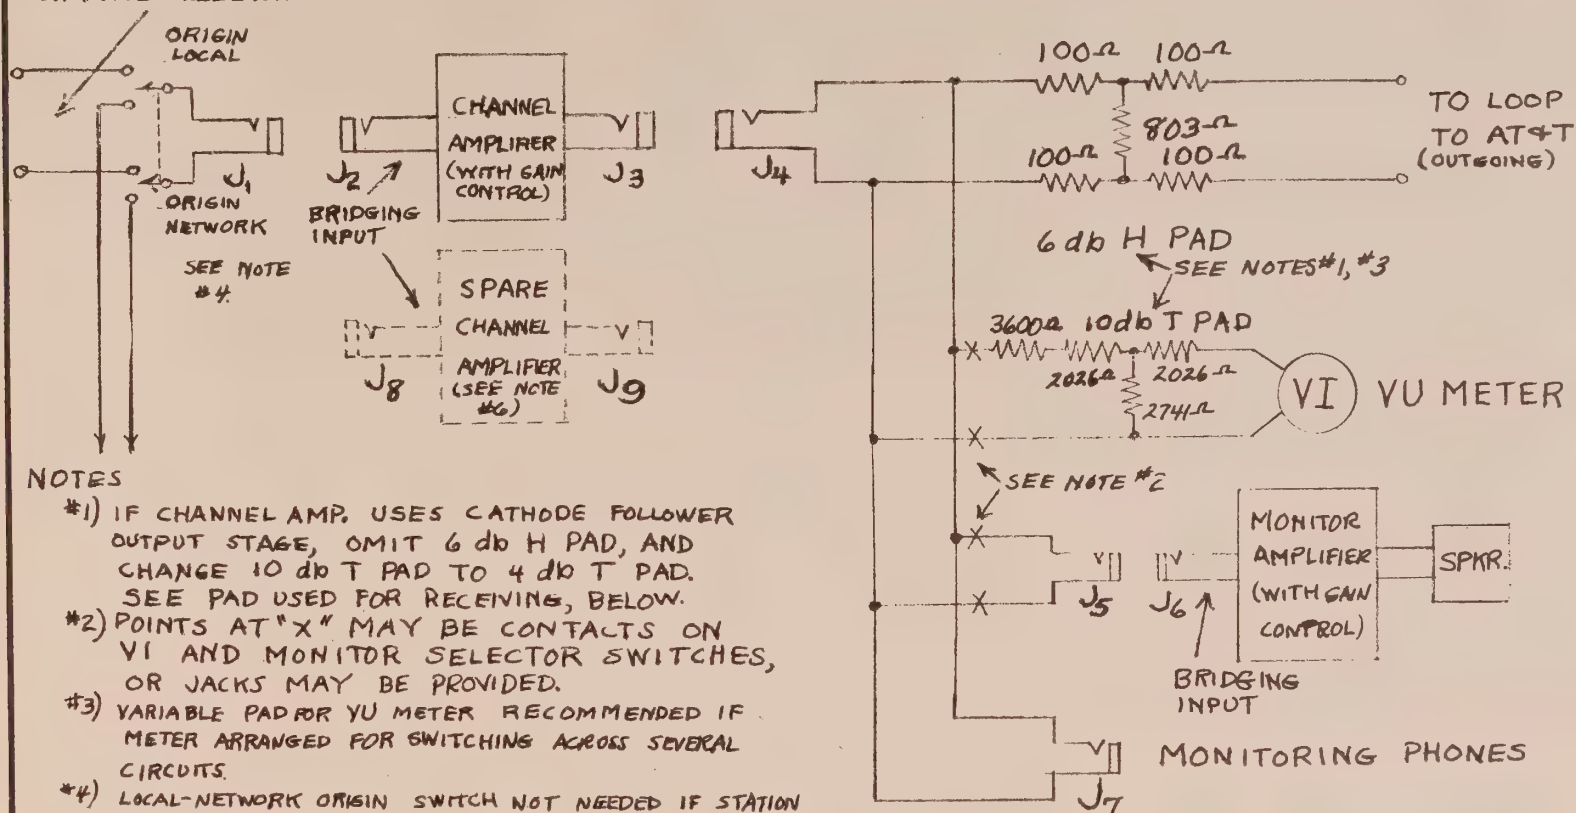 ORIGIN
LOCAL
J1
ORIGIN
NETWORK
SEE NOTE
#4.
J2
BRIDGING
INPUT
CHANNEL
AMPLIFIER
(WITH GAIN
CONTROL)
J3
J4
SPARE
CHANNEL
AMPLIFIER
(SEE NOTE
#6)
J8
J9
100Ω 100Ω
803Ω
100Ω 100Ω
TO LOOP
TO AT&T
(OUTGOING)
6 db H PAD
SEE NOTES #1, #3
3600Ω 10db T PAD
2026Ω 2026Ω
2741Ω
VI VU METER
SEE NOTE #2
J5
J6
MONITOR
AMPLIFIER
(WITH GAIN
CONTROL)
SPKR.
BRIDGING
INPUT
MONITORING PHONES
J7
NOTES
#1) IF CHANNEL AMP. USES CATHODE FOLLOWER
OUTPUT STAGE, OMIT 6 db H PAD, AND
CHANGE 10 db T PAD TO 4 db T PAD.
SEE PAD USED FOR RECEIVING, BELOW.
#2) POINTS AT "X" MAY BE CONTACTS ON
VI AND MONITOR SELECTOR SWITCHES,
OR JACKS MAY BE PROVIDED.
#3) VARIABLE PAD FOR VU METER RECOMMENDED IF
METER ARRANGED FOR SWITCHING ACROSS SEVERAL
CIRCUITS.
#4) LOCAL-NETWORK ORIGIN SWITCH NOT NEEDED IF STATION